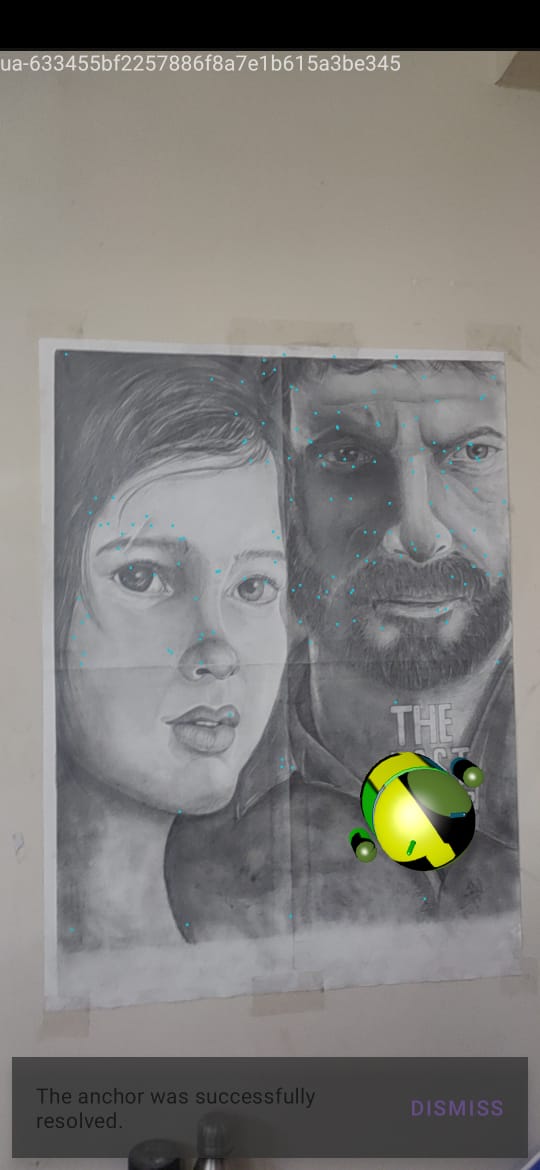 ua-633455bf2257886f8a7e1b615a3be345
THE
The anchor was successfully
resolved.
DISMISS